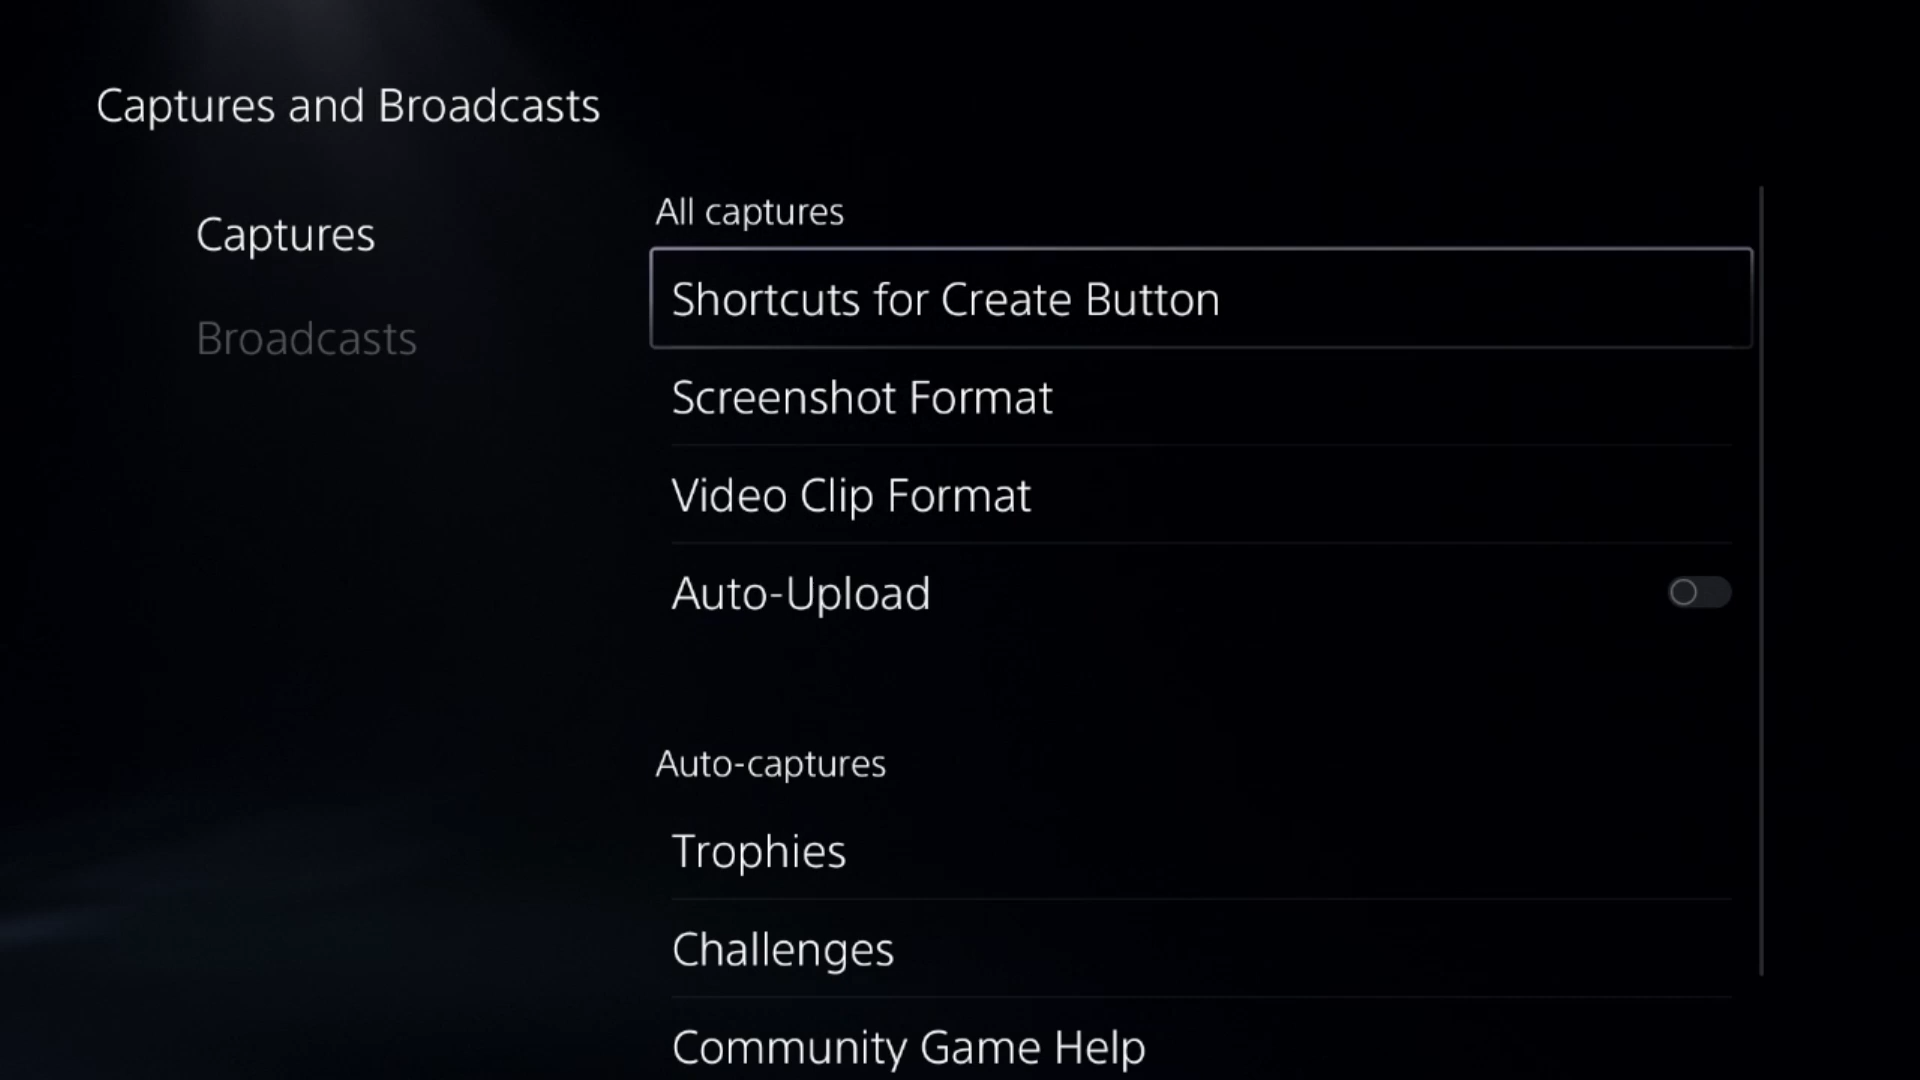 Captures and Broadcasts
Captures
Broadcasts
All captures
Shortcuts for Create Button
Screenshot Format
Video Clip Format
Auto-Upload
Auto-captures
Trophies
Challenges
Community Game Help